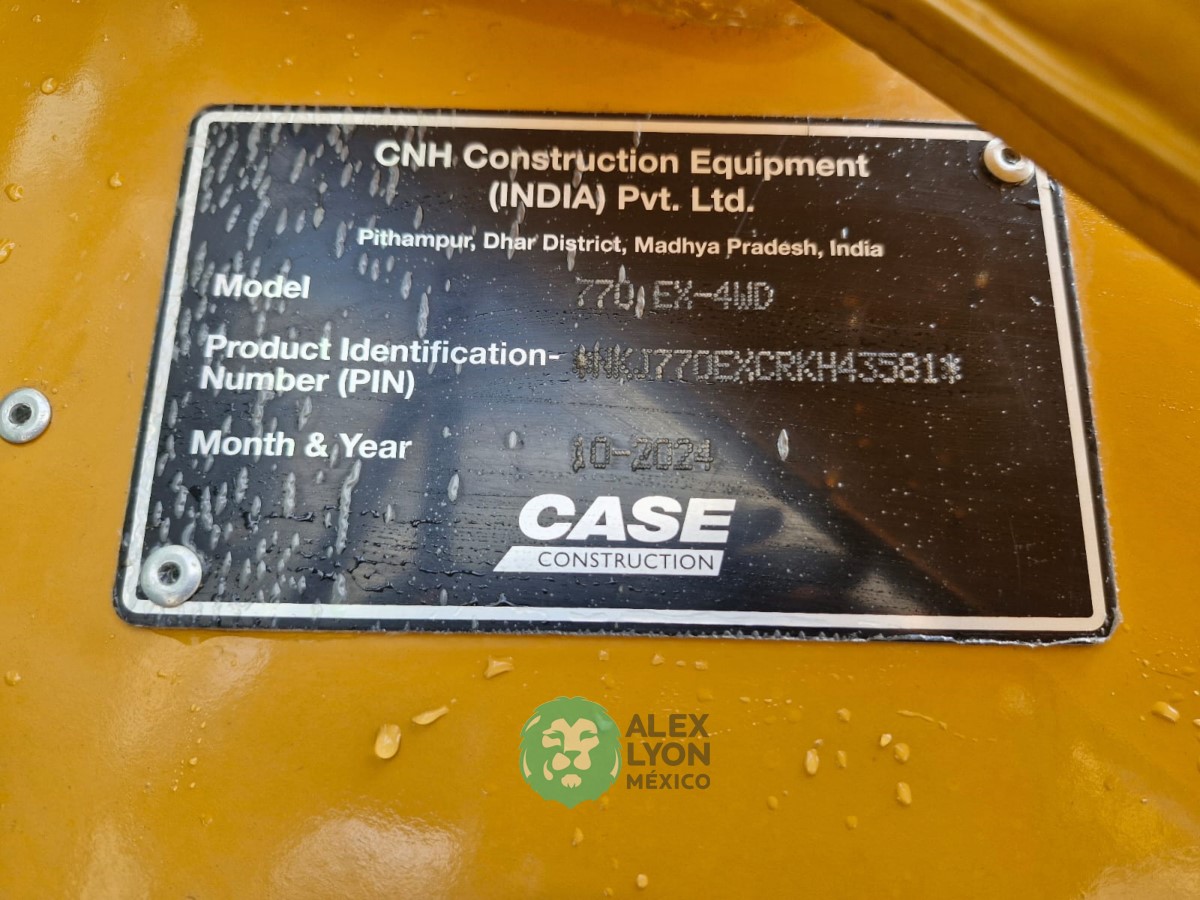 CNH Construction Equipment
(INDIA) Pvt. Ltd.
Pithampur, Dhar District, Madhya Pradesh, India
Model 770 EX-4WD
Product Identification- *NKJ770EXCRKH43581*
Number (PIN)
Month & Year 10-2024
CASE
CONSTRUCTION
ALEX
LYON
MÉXICO